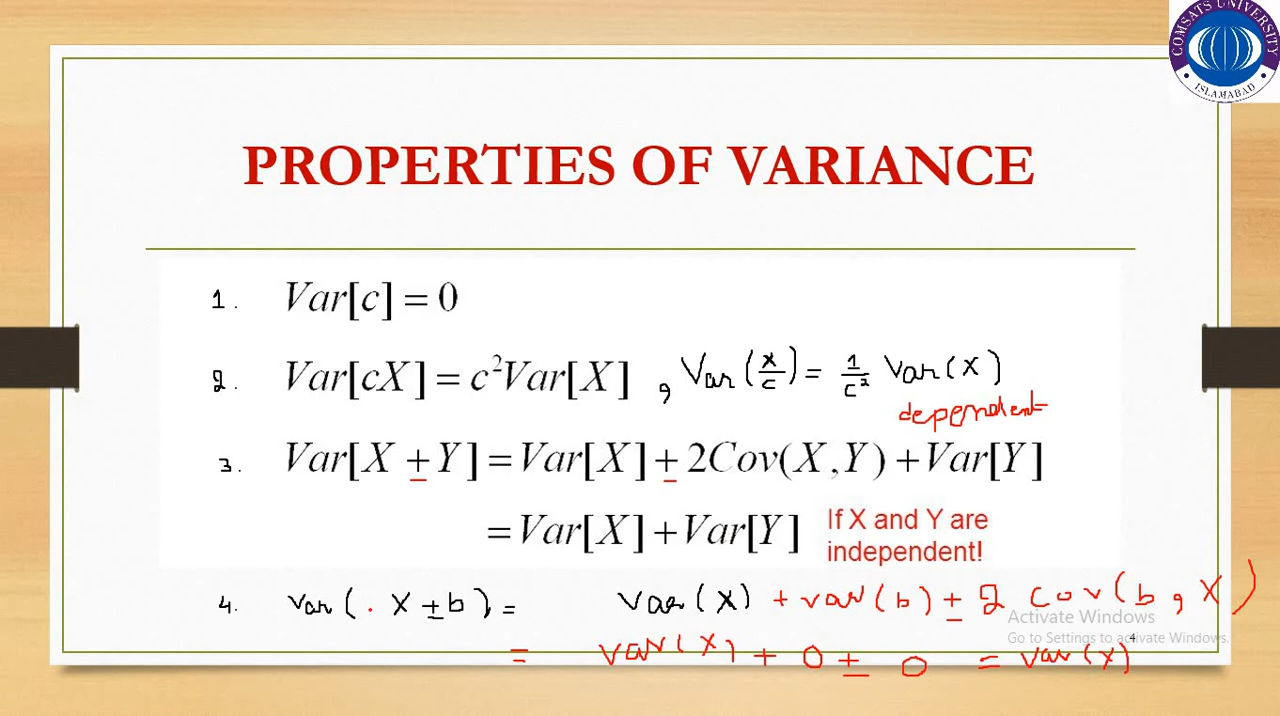 COMSATS UNIVERSITY
ISLAMABAD
PROPERTIES OF VARIANCE
1. Var[c] = 0
2. Var[cX] = c²Var[X] , Var(x/c) = 1/c² Var(X)
dependent
3. Var[X ± Y] = Var[X] ± 2Cov(X,Y) + Var[Y]
= Var[X] + Var[Y] If X and Y are
independent!
4. Var( . X ± b) = Var(X) + var(b) ± 2 cov(b, X)
Activate Windows
Go to Settings to activate Windows.
4
= var(X) + 0 ± 0 = var(X)